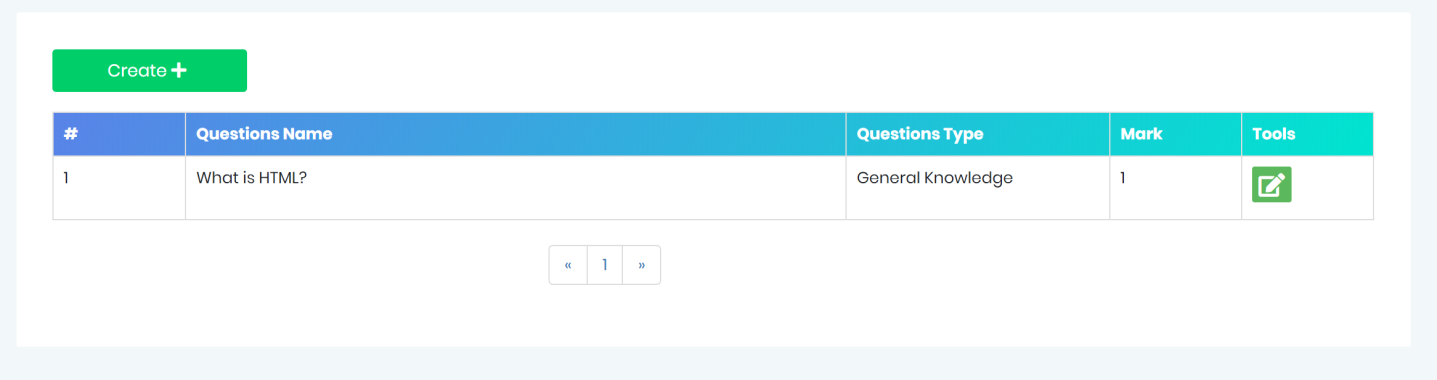 Create +
# Questions Name Questions Type Mark Tools
1 What is HTML? General Knowledge 1
« 1 »